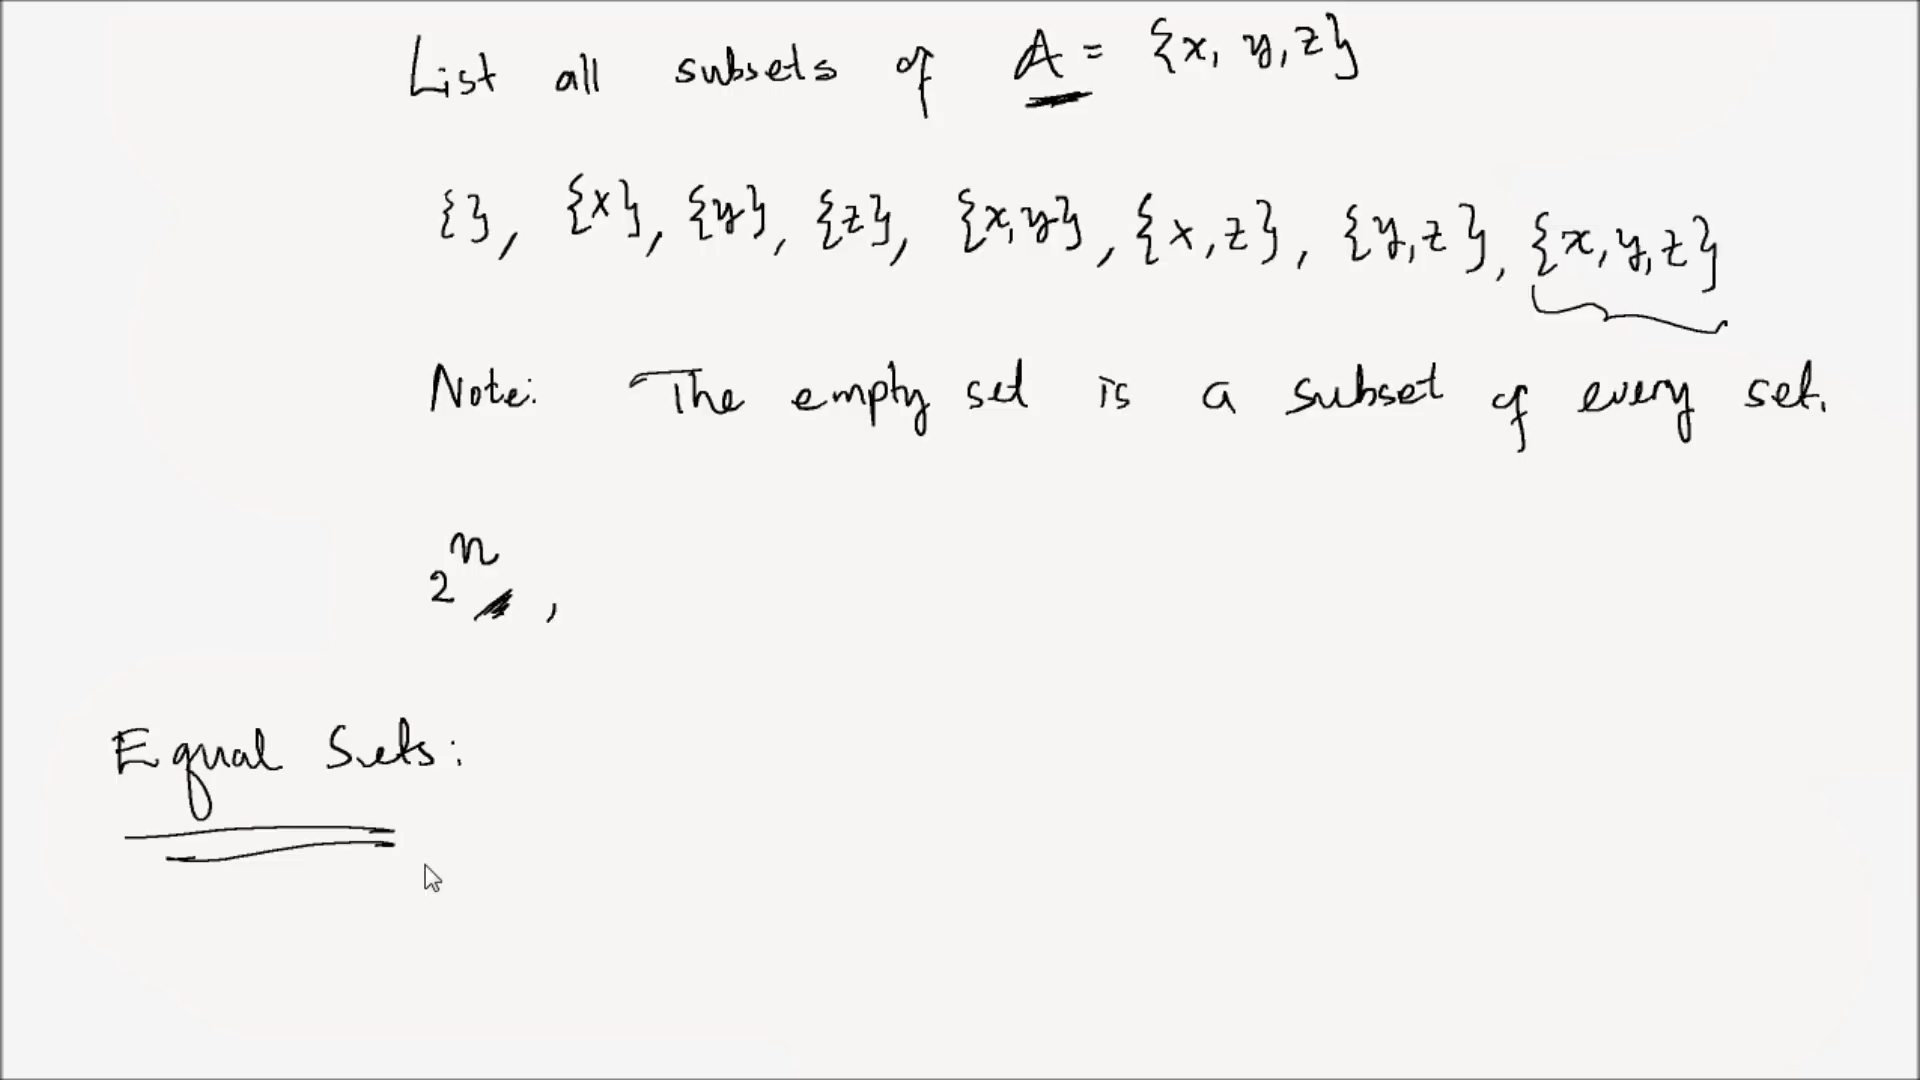 List all subsets of A = {x, y, z}
{}, {x}, {y}, {z}, {x,y}, {x,z}, {y,z}, {x,y,z}
Note: The empty set is a subset of every set.
2ⁿ ,
Equal Sets: